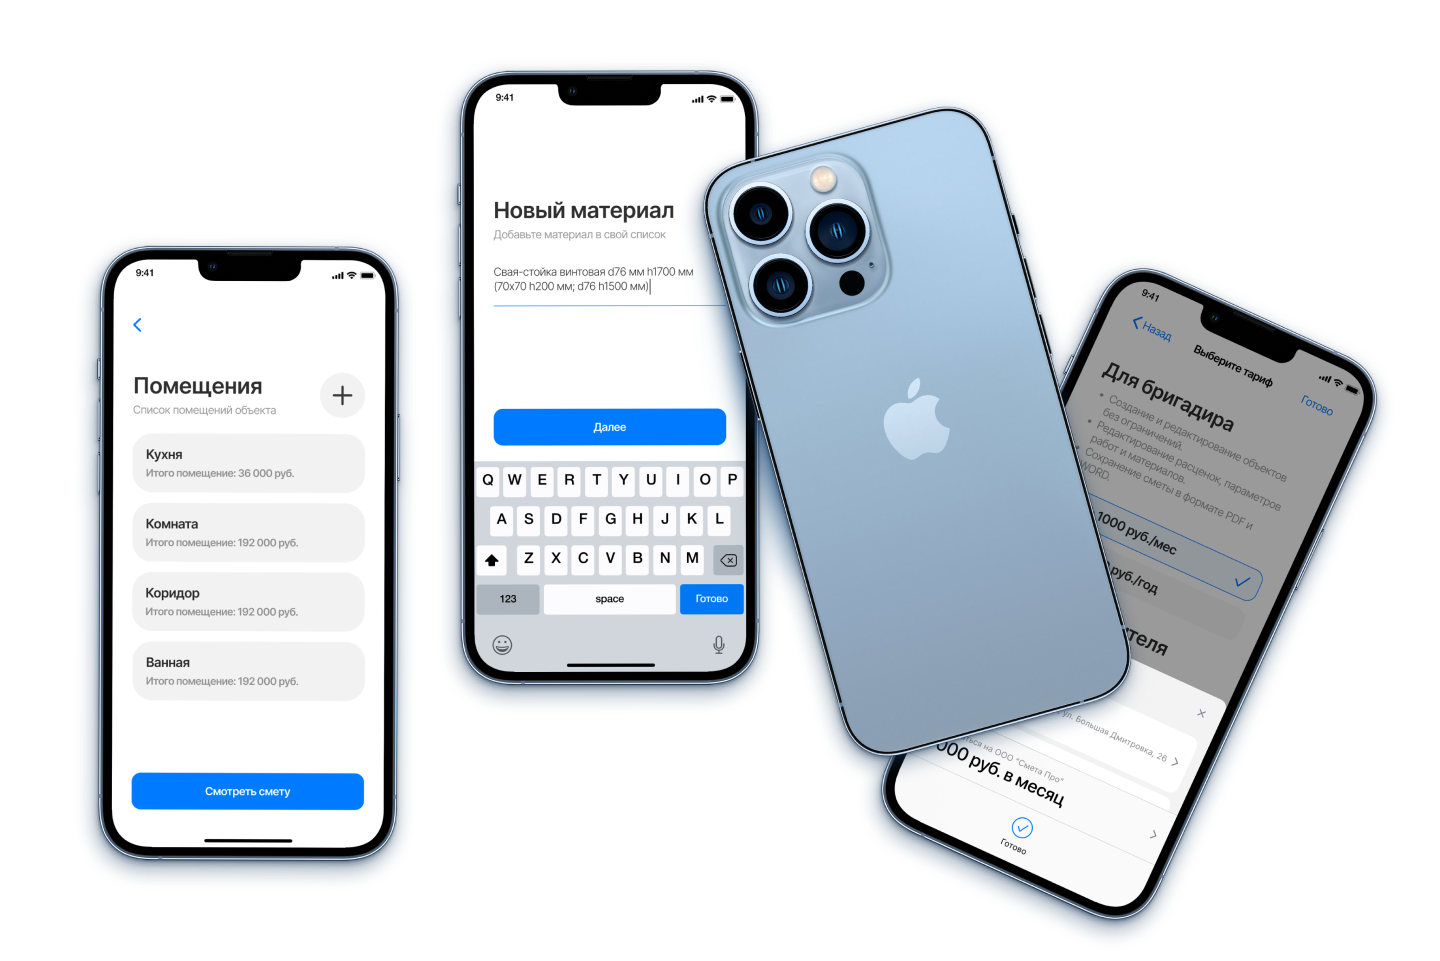 9:41
Помещения
Список помещений объекта
Кухня
Итого помещение: 36 000 руб.
Комната
Итого помещение: 192 000 руб.
Коридор
Итого помещение: 192 000 руб.
Ванная
Итого помещение: 192 000 руб.
Смотреть смету
9:41
Новый материал
Добавьте материал в свой список
Свая-стойка винтовая d76 мм h1700 мм
(70x70 h200 мм; d76 h1500 мм)
Далее
Q W E R T Y U I O P
A S D F G H J K L
Z X C V B N M
123 space Готово
9:41
Назад Выберите тариф Готово
Для бригадира
• Создание и редактирование объектов
без ограничений.
• Редактирование расценок, параметров
работ и материалов.
• Сохранение сметы в формате PDF и
WORD.
1000 руб./мес
руб./год
ул. Большая Дмитровка, 26
на ООО "Смета Про"
000 руб. в месяц
Готово